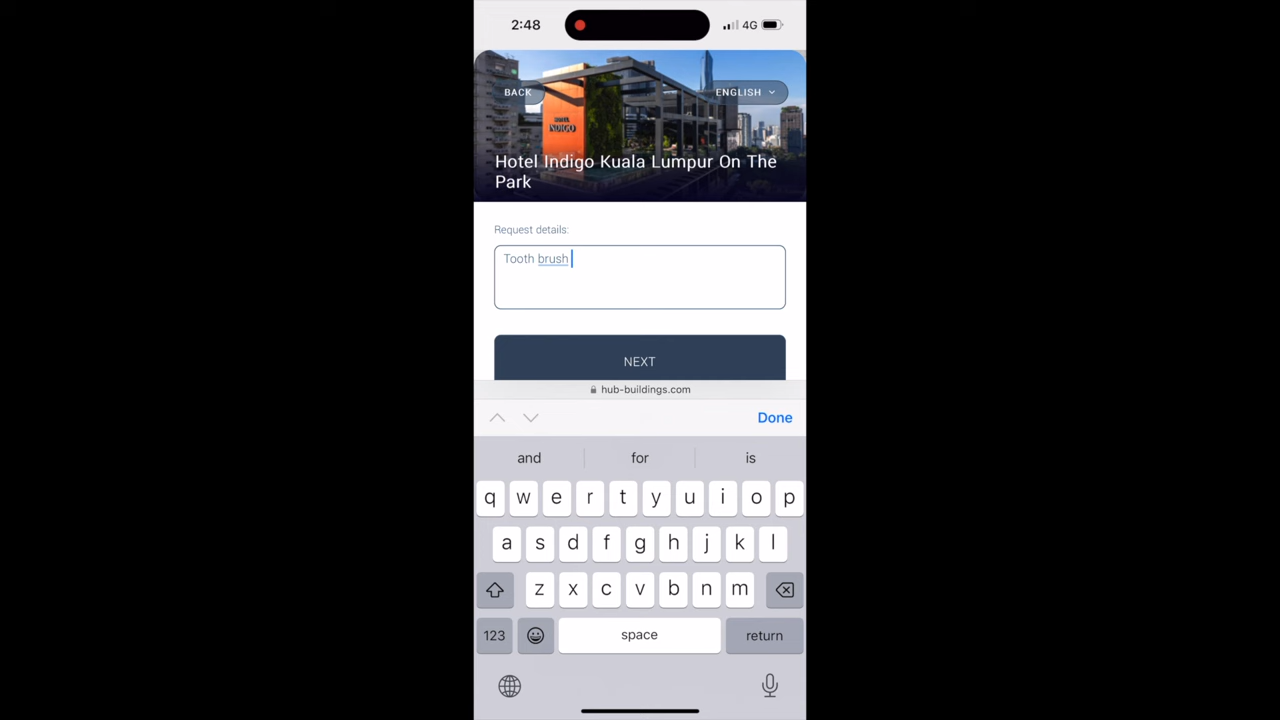 2:48
4G
BACK
ENGLISH
HOTEL
INDIGO
Hotel Indigo Kuala Lumpur On The
Park
Request details:
Tooth brush
NEXT
hub-buildings.com
Done
and for is
q w e r t y u i o p
a s d f g h j k l
z x c v b n m
123 space return